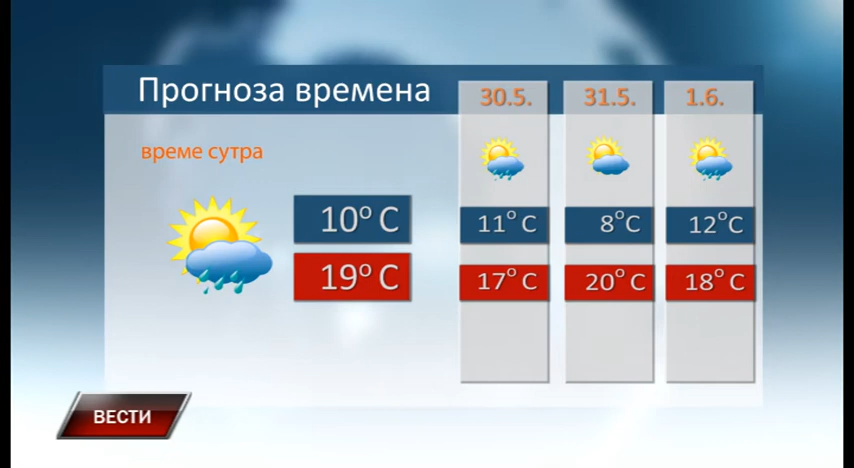 Прогноза времена
30.5. 31.5. 1.6.
време сутра
10° C
19° C
11° C 8°C 12°C
17° C 20° C 18° C
ВЕСТИ